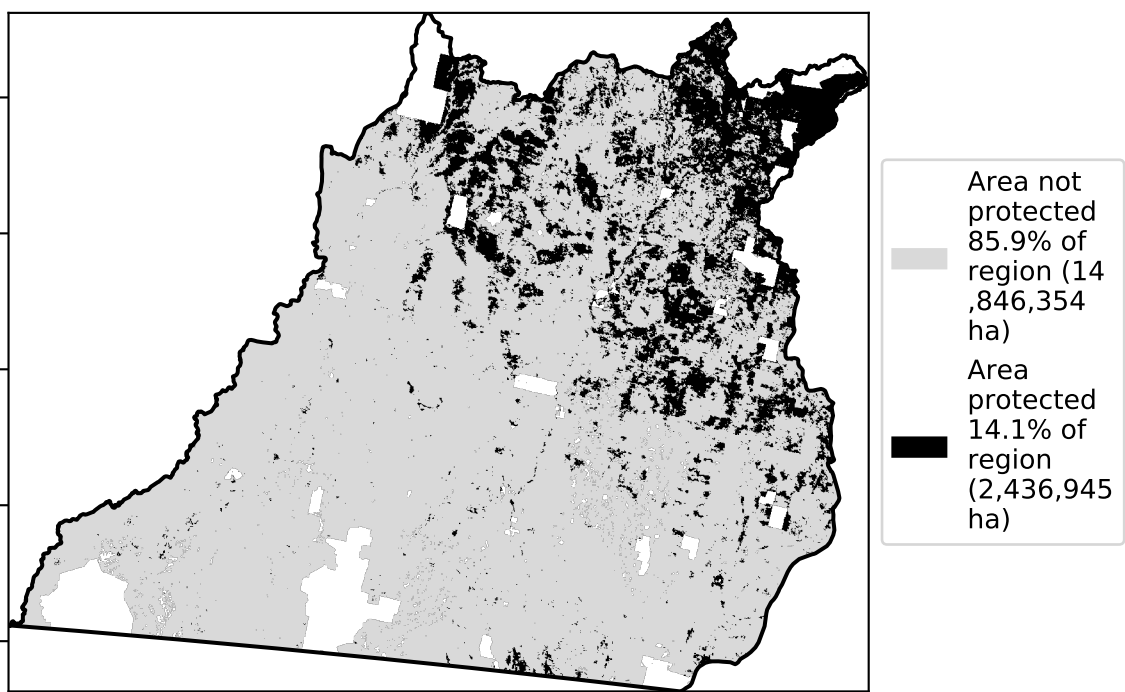 Area not
protected
85.9% of
region (14
,846,354
ha)
Area
protected
14.1% of
region
(2,436,945
ha)